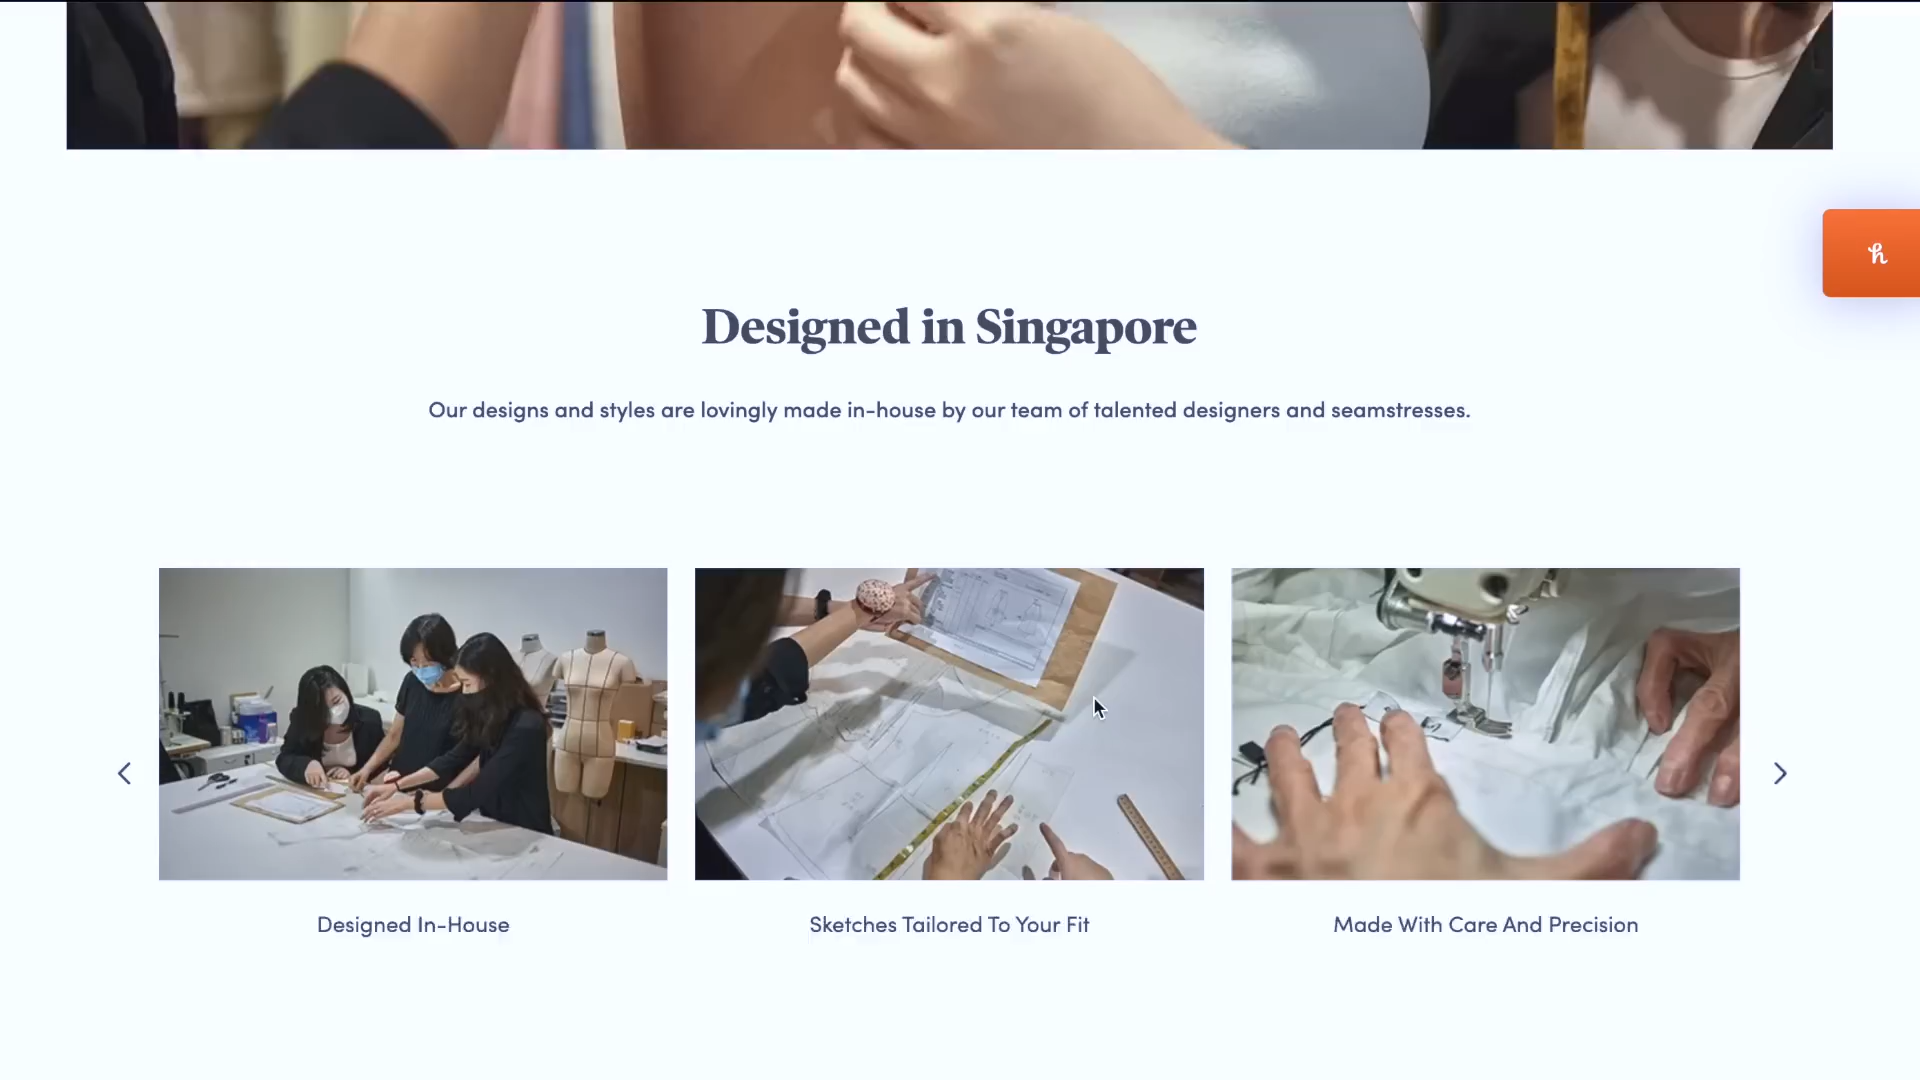 Designed in Singapore
Our designs and styles are lovingly made in-house by our team of talented designers and seamstresses.
Designed In-House
Sketches Tailored To Your Fit
Made With Care And Precision